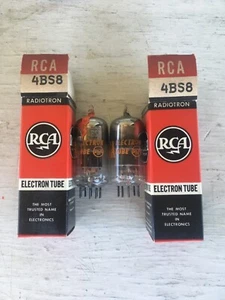 RCA
4BS8
RADIOTRON
RCA
ELECTRON TUBE
THE MOST
TRUSTED NAME
IN
ELECTRONICS
RCA
4BS8
RADIOTRON
RCA
ELECTRON TUBE
THE MOST
TRUSTED NAME
IN
ELECTRONICS